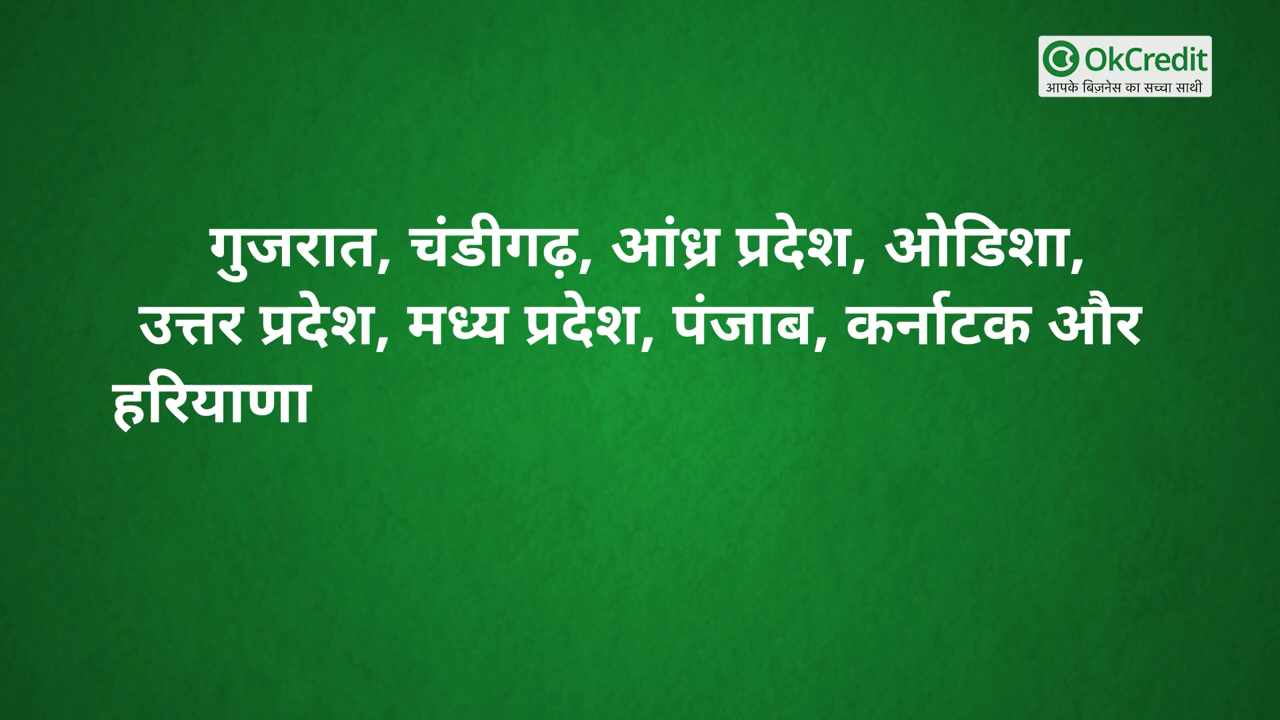 OkCredit
आपके बिज़नेस का सच्चा साथी
गुजरात, चंडीगढ़, आंध्र प्रदेश, ओडिशा,
उत्तर प्रदेश, मध्य प्रदेश, पंजाब, कर्नाटक और
हरियाणा